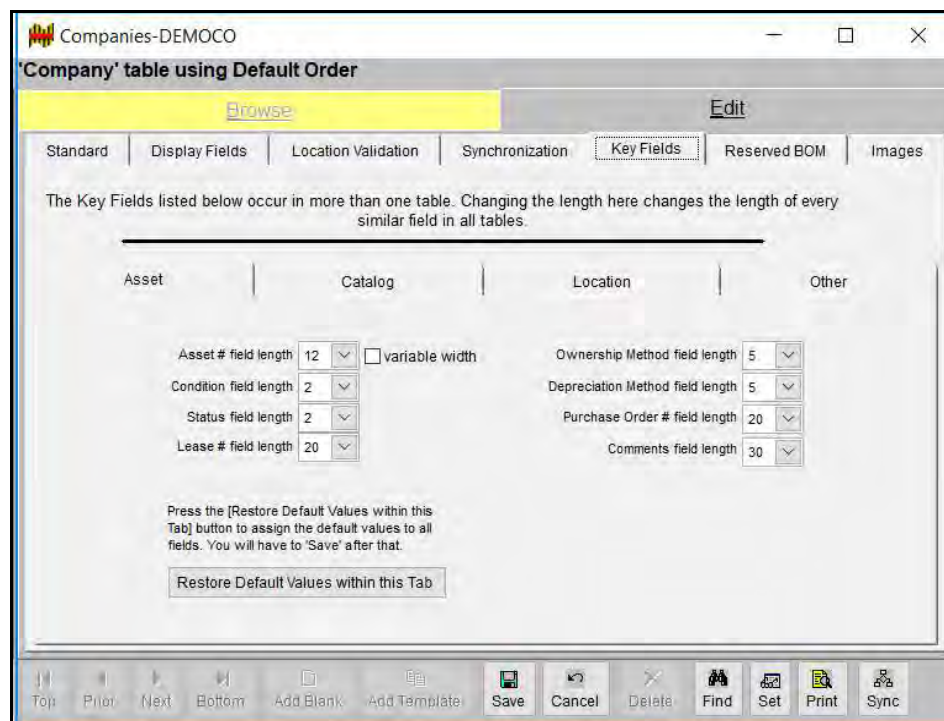 Companies-DEMOCO
'Company' table using Default Order
Browse
Edit
Standard
Display Fields
Location Validation
Synchronization
Key Fields
Reserved BOM
Images
The Key Fields listed below occur in more than one table. Changing the length here changes the length of every
similar field in all tables.
Asset
Catalog
Location
Other
Asset # field length 12 variable width
Condition field length 2
Status field length 2
Lease # field length 20
Ownership Method field length 5
Depreciation Method field length 5
Purchase Order # field length 20
Comments field length 30
Press the [Restore Default Values within this
Tab] button to assign the default values to all
fields. You will have to 'Save' after that.
Restore Default Values within this Tab
Top
Prior
Next
Bottom
Add Blank
Add Template
Save
Cancel
Delete
Find
Set
Print
Sync